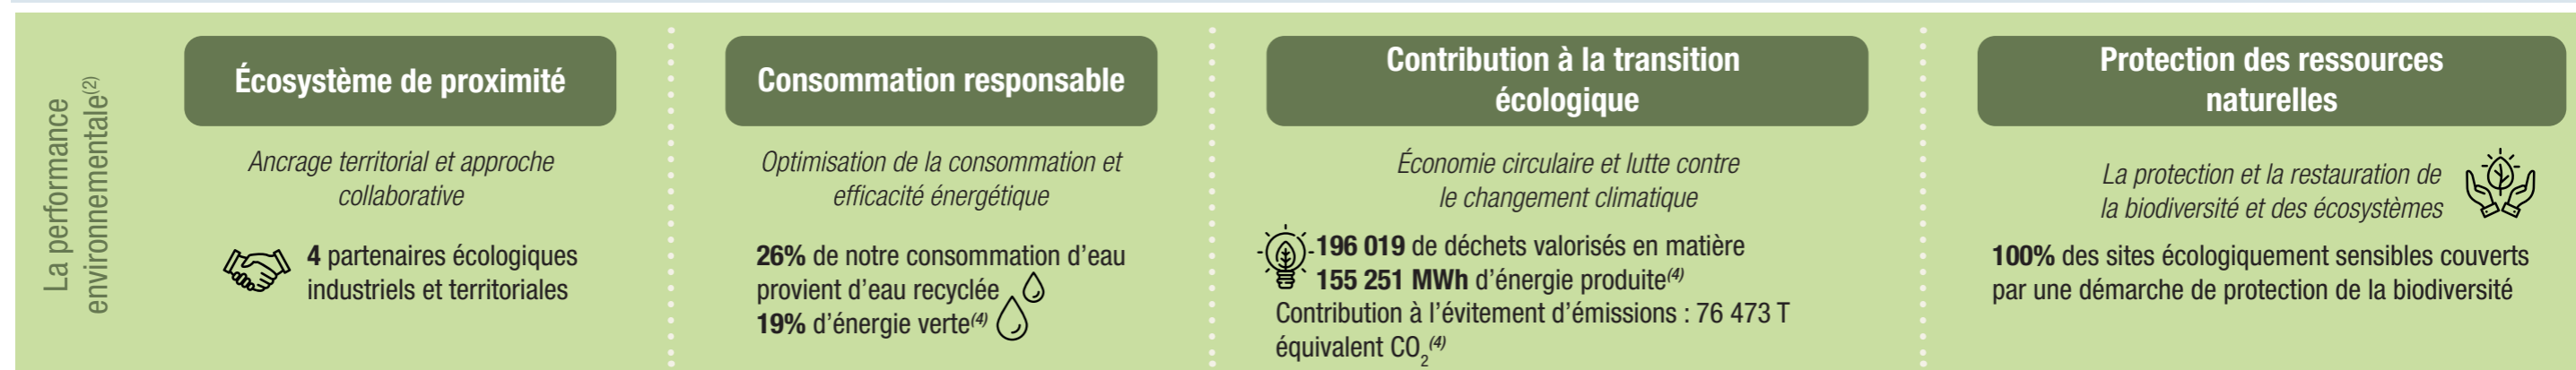 La performance
environnementale(2)
Écosystème de proximité
Ancrage territorial et approche
collaborative
4 partenaires écologiques
industriels et territoriales
Consommation responsable
Optimisation de la consommation et
efficacité énergétique
26% de notre consommation d'eau
provient d'eau recyclée
19% d'énergie verte(4)
Contribution à la transition
écologique
Économie circulaire et lutte contre
le changement climatique
196 019 de déchets valorisés en matière
155 251 MWh d'énergie produite(4)
Contribution à l'évitement d'émissions : 76 473 T
équivalent CO2(4)
Protection des ressources
naturelles
La protection et la restauration de
la biodiversité et des écosystèmes
100% des sites écologiquement sensibles couverts
par une démarche de protection de la biodiversité